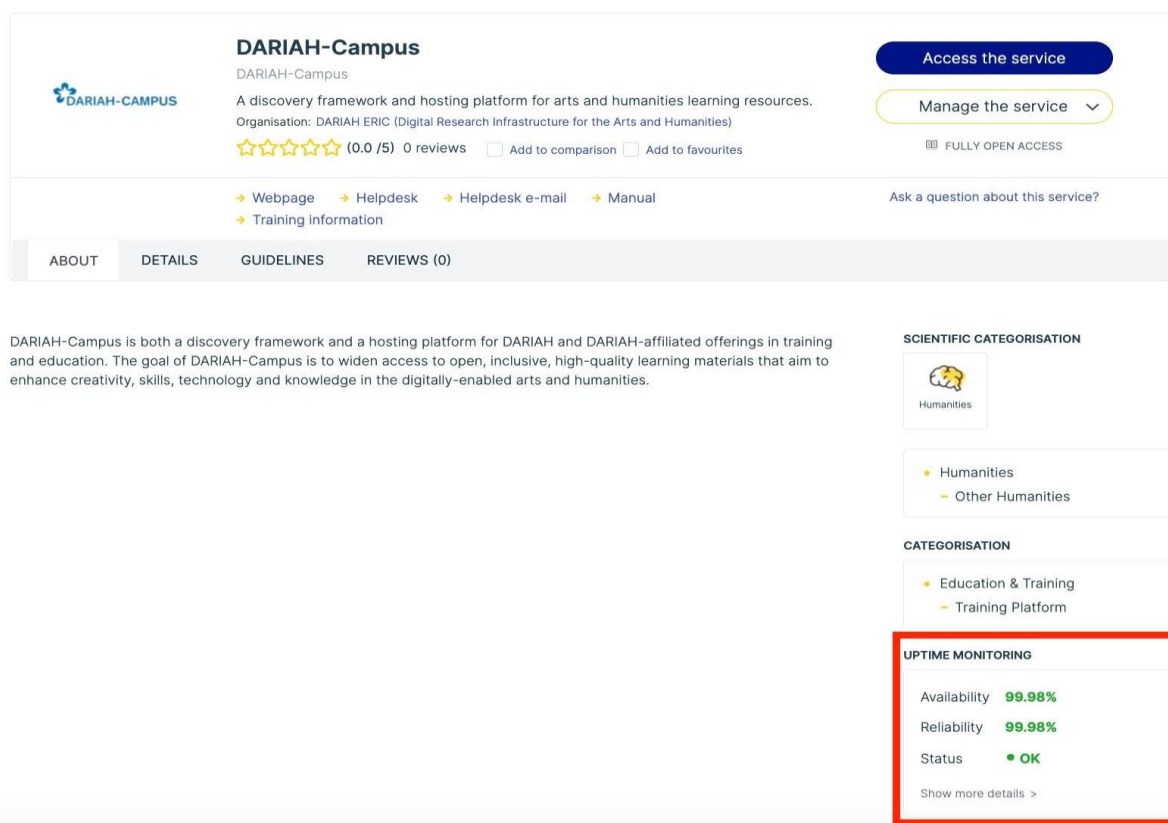 DARIAH-CAMPUS
DARIAH-Campus
DARIAH-Campus
A discovery framework and hosting platform for arts and humanities learning resources.
Organisation: DARIAH ERIC (Digital Research Infrastructure for the Arts and Humanities)
(0.0 /5) 0 reviews Add to comparison Add to favourites
Access the service
Manage the service
FULLY OPEN ACCESS
→ Webpage → Helpdesk → Helpdesk e-mail → Manual
→ Training information
Ask a question about this service?
ABOUT DETAILS GUIDELINES REVIEWS (0)
DARIAH-Campus is both a discovery framework and a hosting platform for DARIAH and DARIAH-affiliated offerings in training
and education. The goal of DARIAH-Campus is to widen access to open, inclusive, high-quality learning materials that aim to
enhance creativity, skills, technology and knowledge in the digitally-enabled arts and humanities.
SCIENTIFIC CATEGORISATION
Humanities
• Humanities
– Other Humanities
CATEGORISATION
• Education & Training
– Training Platform
UPTIME MONITORING
Availability 99.98%
Reliability 99.98%
Status • OK
Show more details >